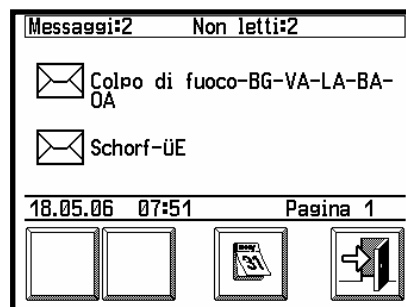 Messaggi:2 Non letti:2
Colpo di fuoco-BG-VA-LA-BA-
OA
Schorf-üE
18.05.06 07:51 Pagina 1
31